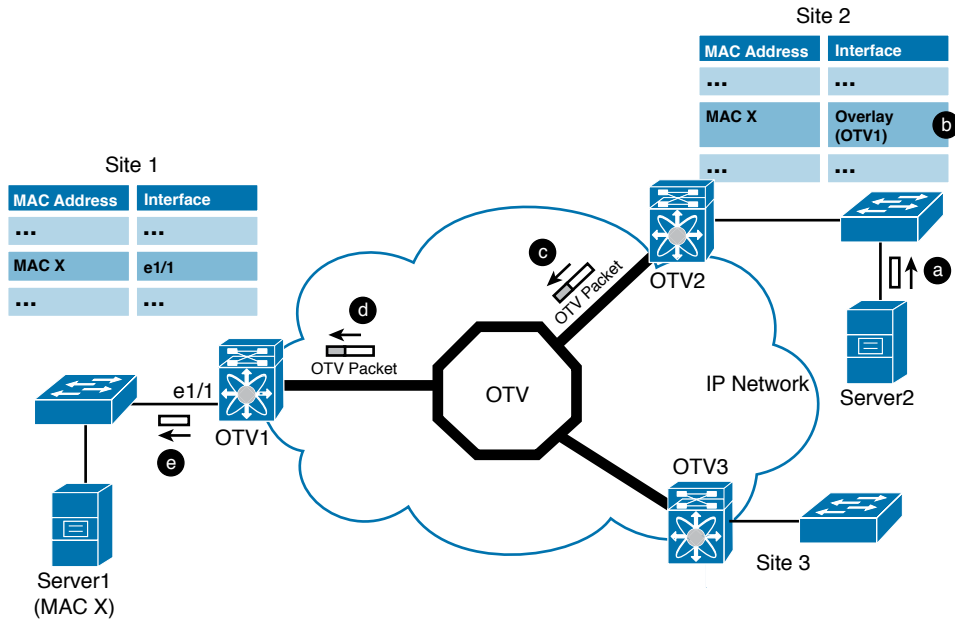 Site 2
MAC Address Interface
... ...
MAC X Overlay (OTV1) b
... ...
Site 1
MAC Address Interface
... ...
MAC X e1/1
... ...
c
OTV Packet
OTV2
a
d
OTV Packet
OTV
IP Network
Server2
e1/1
OTV1
e
OTV3
Server1
(MAC X)
Site 3